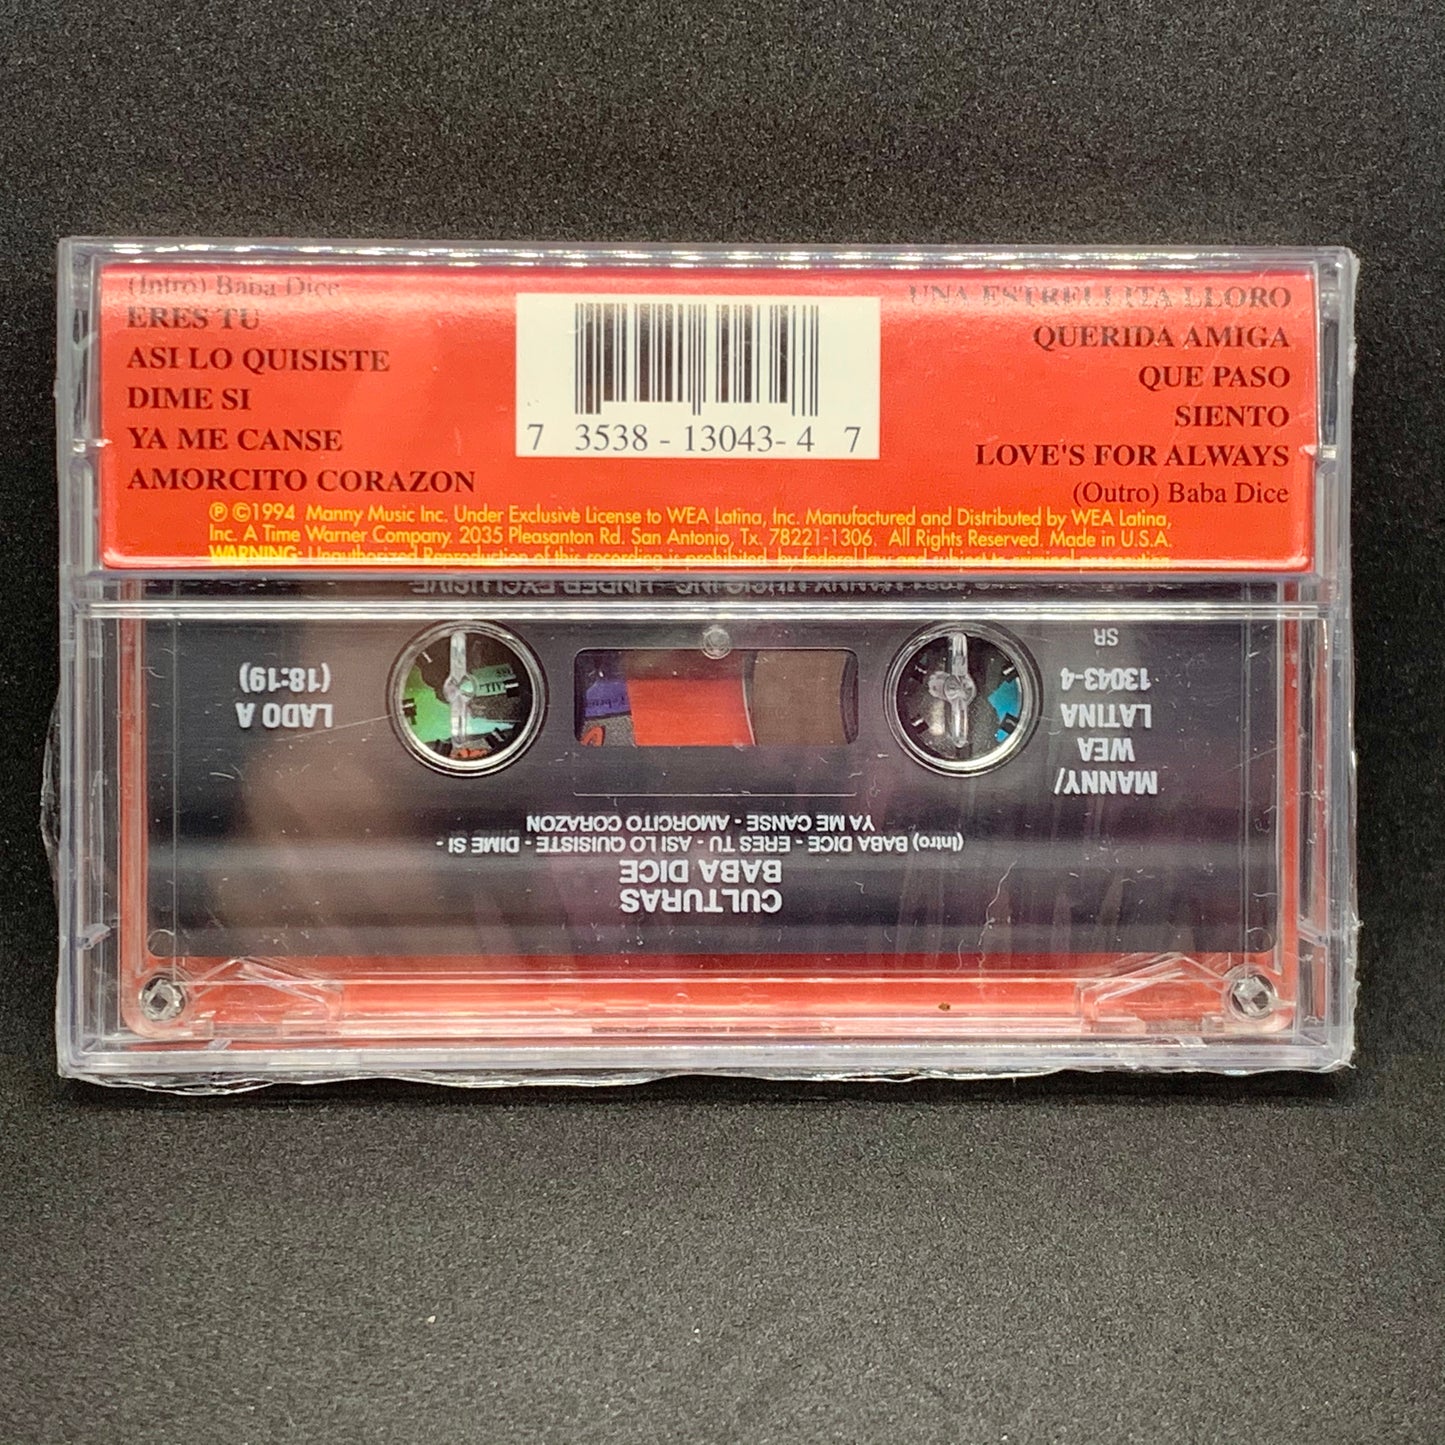 (Intro) Baba Dice
ERES TU
ASI LO QUISISTE
DIME SI
YA ME CANSE
AMORCITO CORAZON
7 3538 - 13043- 4 7
UNA ESTRELLITA LLORO
QUERIDA AMIGA
QUE PASO
SIENTO
LOVE'S FOR ALWAYS
(Outro) Baba Dice
℗ ©1994 Manny Music Inc. Under Exclusive License to WEA Latina, Inc. Manufactured and Distributed by WEA Latina,
Inc. A Time Warner Company. 2035 Pleasanton Rd. San Antonio, Tx. 78221-1306. All Rights Reserved. Made in U.S.A.
WARNING: Unauthorized Reproduction of this recording is prohibited by federal law and subject to criminal prosecution
CULTURAS
BABA DICE
(Intro) BABA DICE - ERES TU - ASI LO QUISISTE - DIME SI -
YA ME CANSE - AMORCITO CORAZON
MANNY/
WEA
LATINA
13043-4
SR
LADO A
(18:19)
MANNY MUSIC INC. UNDER EXCLUSIVE